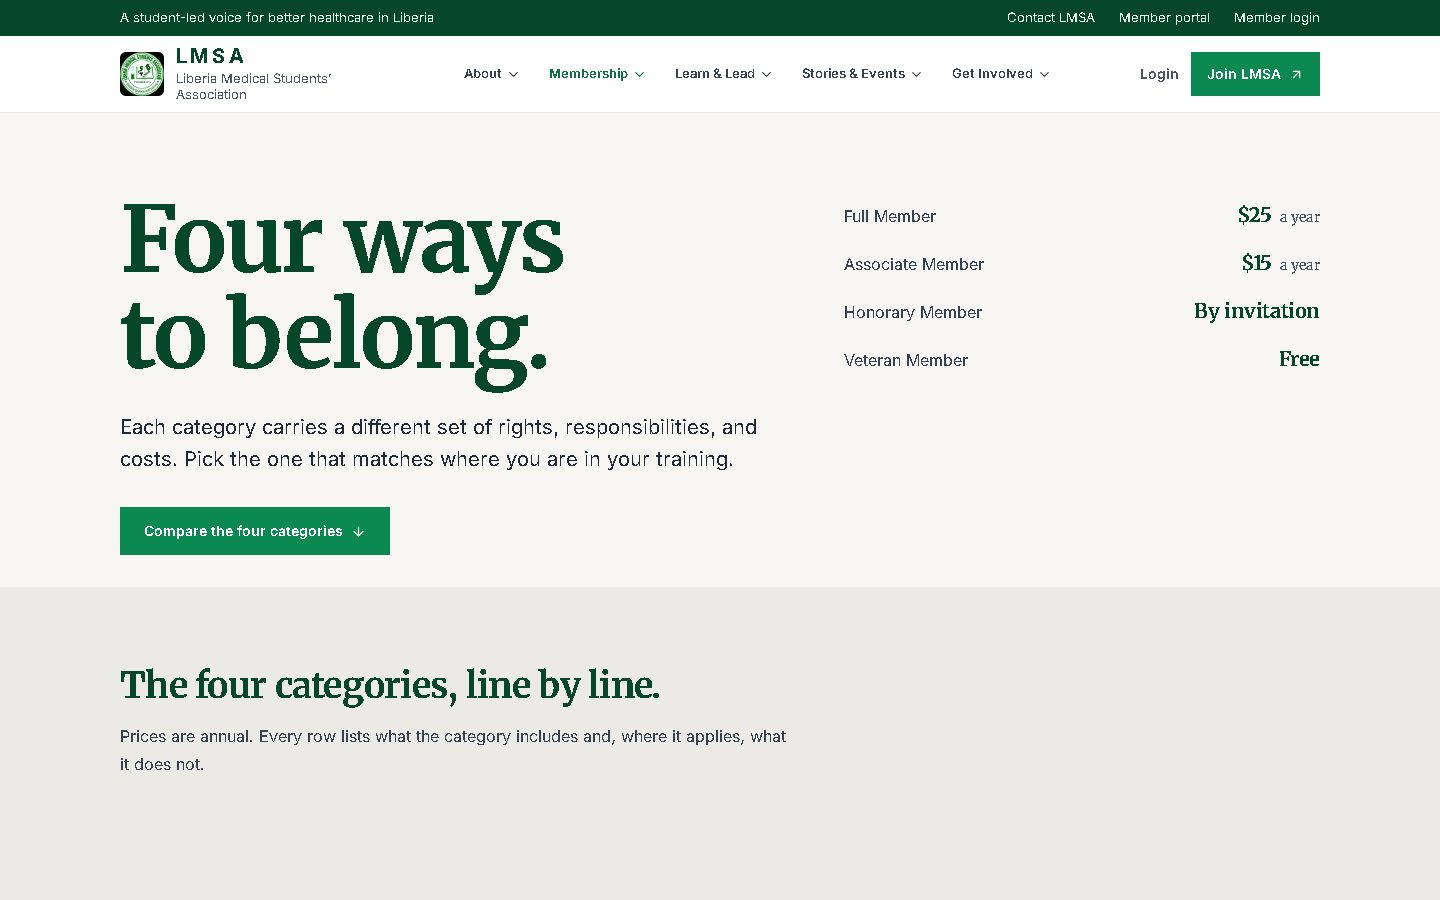 A student-led voice for better healthcare in Liberia
Contact LMSA
Member portal
Member login
LMSA
Liberia Medical Students'
Association
About
Membership
Learn & Lead
Stories & Events
Get Involved
Login
Join LMSA
Four ways
to belong.
Each category carries a different set of rights, responsibilities, and
costs. Pick the one that matches where you are in your training.
Compare the four categories
Full Member $25 a year
Associate Member $15 a year
Honorary Member By invitation
Veteran Member Free
The four categories, line by line.
Prices are annual. Every row lists what the category includes and, where it applies, what
it does not.